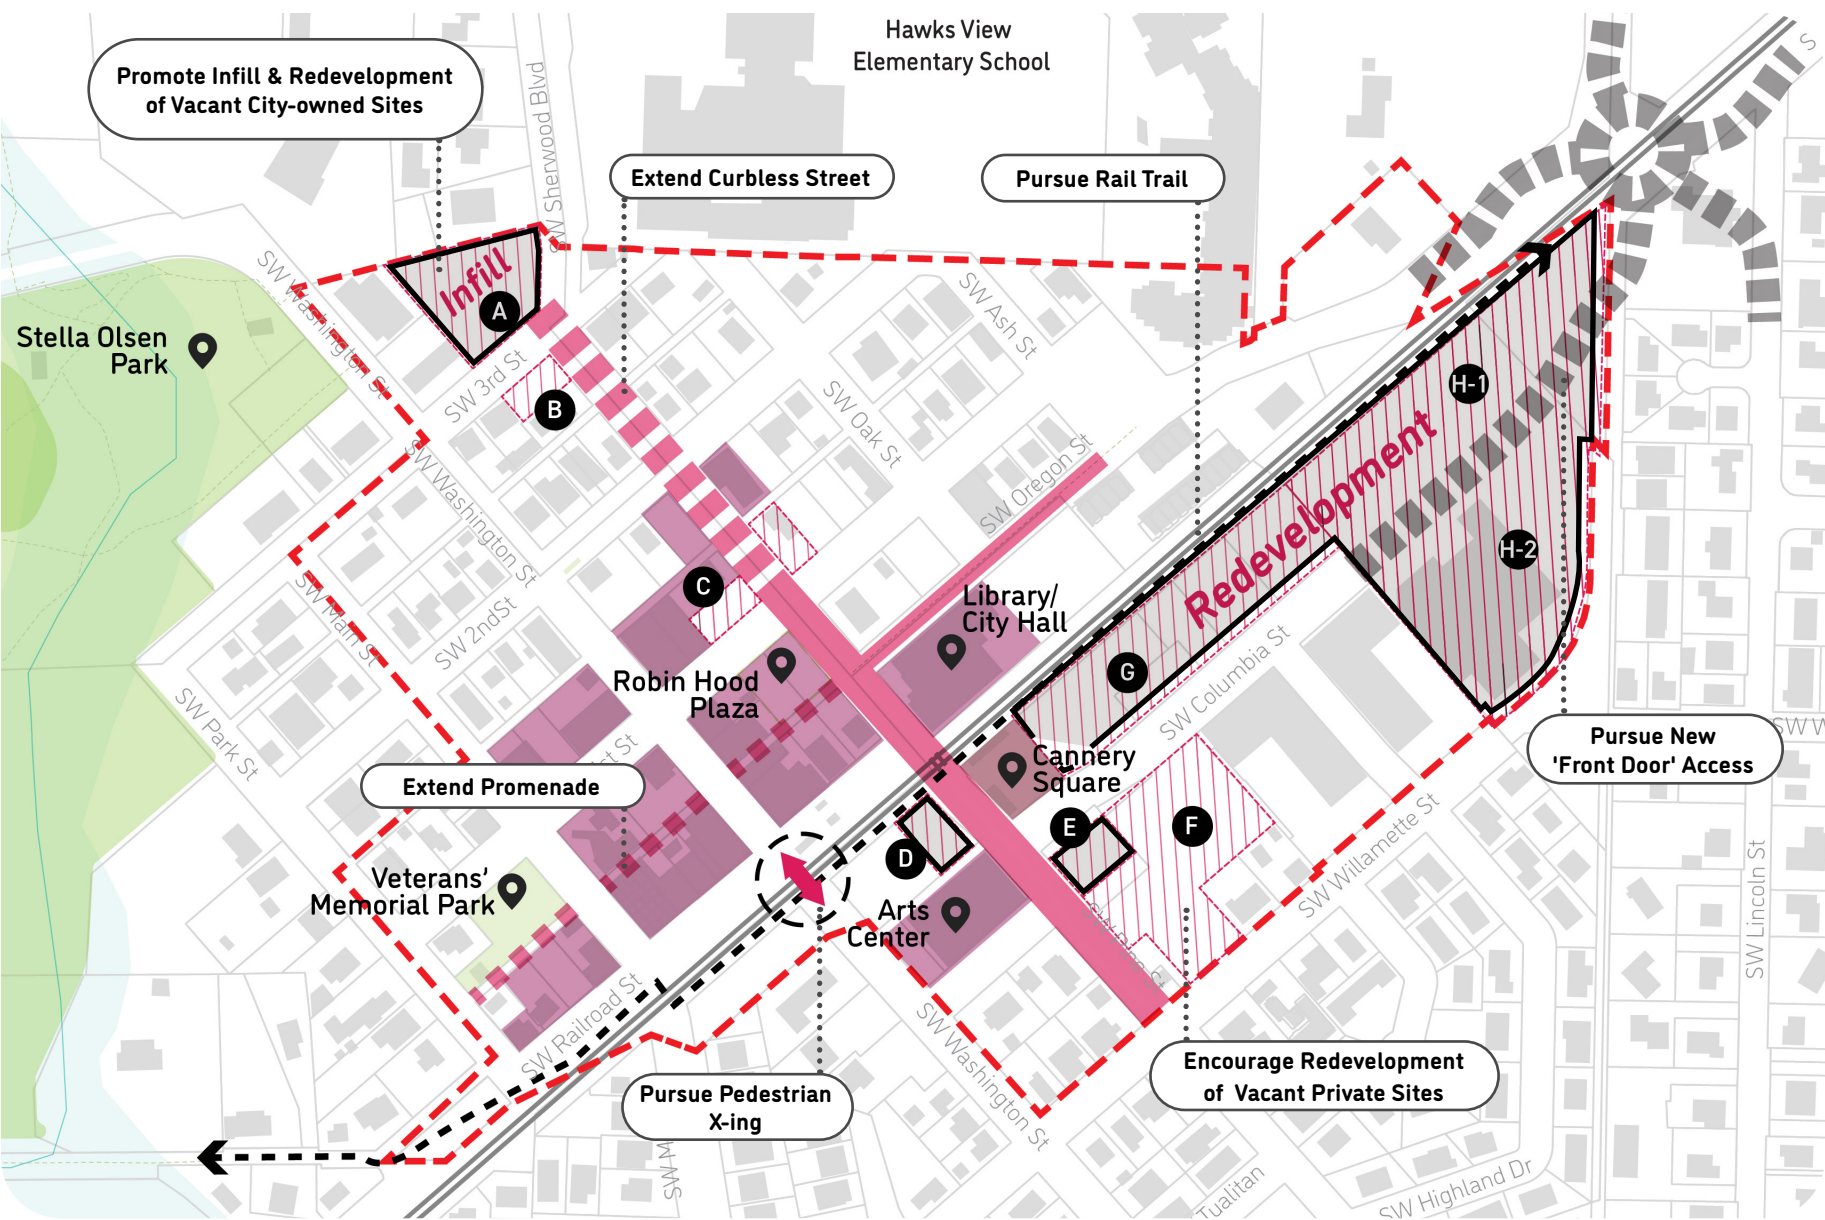 Hawks View
Elementary School
Promote Infill & Redevelopment
of Vacant City-owned Sites
SW Sherwood Blvd
S
Extend Curbless Street
Pursue Rail Trail
SW Washington St
Infill
A
Stella Olsen
Park
SW 3rd St
B
SW Ash St
SW Oak St
H-1
Redevelopment
SW Washington St
SW Oregon St
H-2
C
SW Main St
SW 2nd St
Library/
City Hall
Robin Hood
Plaza
G
SW Columbia St
SW Park St
Cannery
Square
Pursue New
'Front Door' Access
SW W
Extend Promenade
E
F
D
SW Willamette St
SW Lincoln St
Veterans'
Memorial Park
Arts
Center
SW Railroad St
SW Washington St
Encourage Redevelopment
of Vacant Private Sites
Pursue Pedestrian
X-ing
SW M
Tualitan
SW Highland Dr